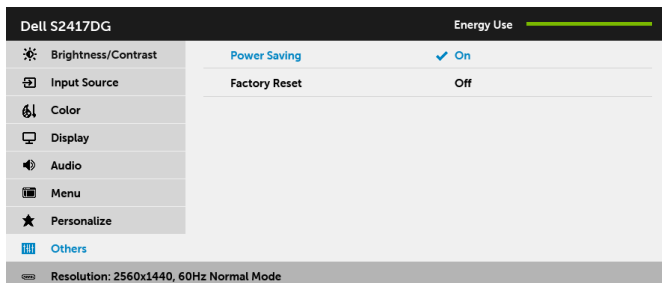 Dell S2417DG Energy Use
Brightness/Contrast Power Saving On
Input Source Factory Reset Off
Color
Display
Audio
Menu
Personalize
Others
Resolution: 2560x1440, 60Hz Normal Mode